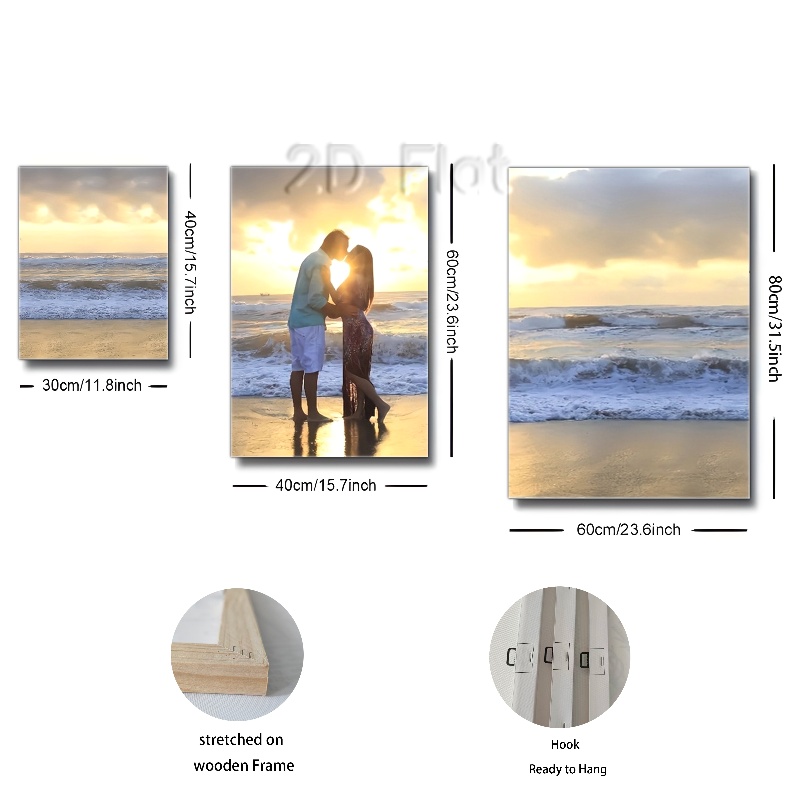 2D Flat
40cm/15.7inch
30cm/11.8inch
60cm/23.6inch
40cm/15.7inch
80cm/31.5inch
60cm/23.6inch
stretched on
wooden Frame
Hook
Ready to Hang